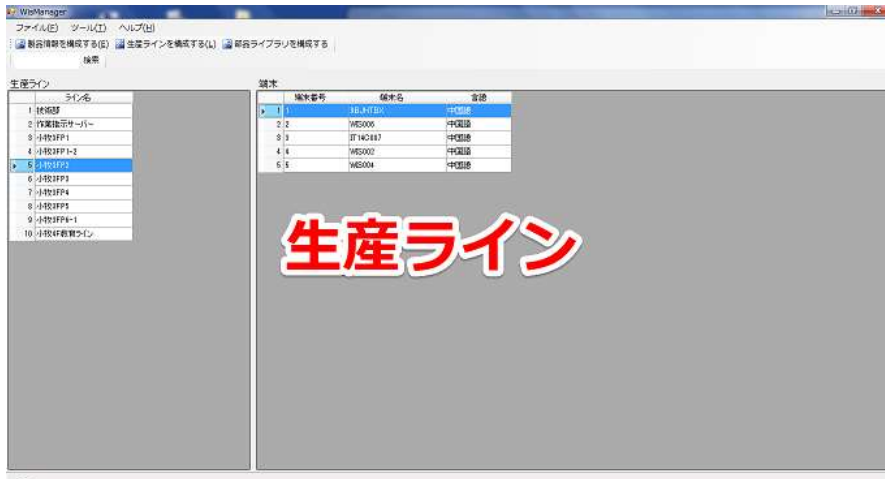 WisManager
ファイル(F) ツール(T) ヘルプ(H)
製品情報を構成する(E) 生産ラインを構成する(L) 部品ライブラリを構成する
検索
生産ライン
ライン名
1 技術部
2 作業指示サーバー
3 小牧3FP1
4 小牧3FP1-2
5 小牧3FP2
6 小牧3FP3
7 小牧3FP4
8 小牧3FP5
9 小牧3FP6-1
10 小牧4F教育ライン
端末
端末番号 端末名 言語
1 1 中国語
2 2 WIS006 中国語
3 3 中国語
4 4 WIS002 中国語
5 5 WIS004 中国語
生産ライン